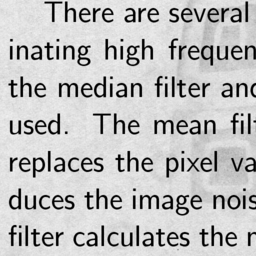 There are several
inating high frequen
the median filter and
used. The mean filt
replaces the pixel va
duces the image nois
filter calculates the